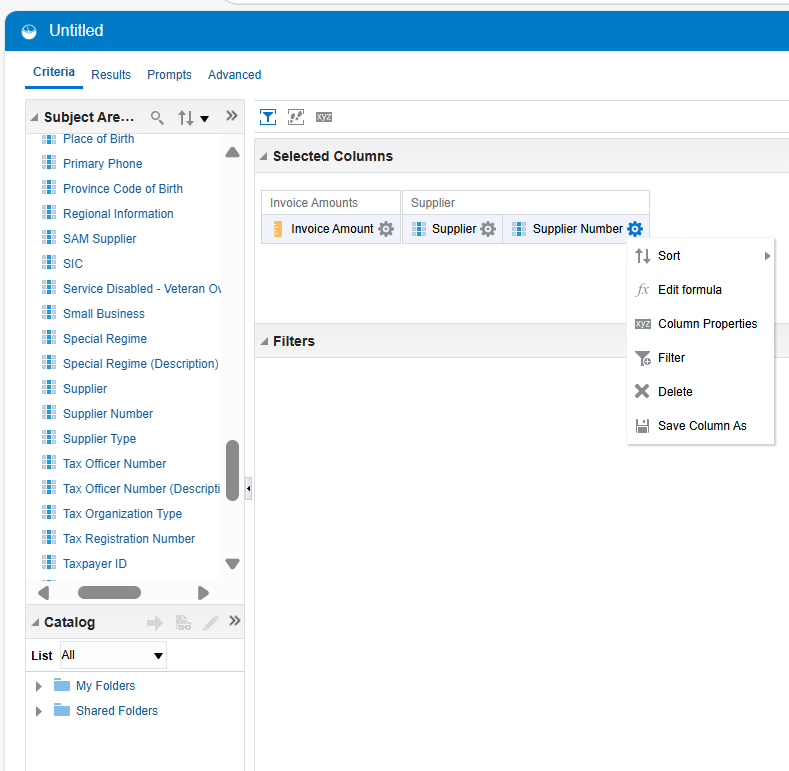 Untitled
Criteria Results Prompts Advanced
Subject Are...
Place of Birth
Primary Phone
Province Code of Birth
Regional Information
SAM Supplier
SIC
Service Disabled - Veteran Ov
Small Business
Special Regime
Special Regime (Description)
Supplier
Supplier Number
Supplier Type
Tax Officer Number
Tax Officer Number (Descripti
Tax Organization Type
Tax Registration Number
Taxpayer ID
Catalog
List All
My Folders
Shared Folders
xyz
Selected Columns
Invoice Amounts Supplier
Invoice Amount Supplier Supplier Number
Sort
fx Edit formula
xyz Column Properties
Filter
Delete
Save Column As
Filters